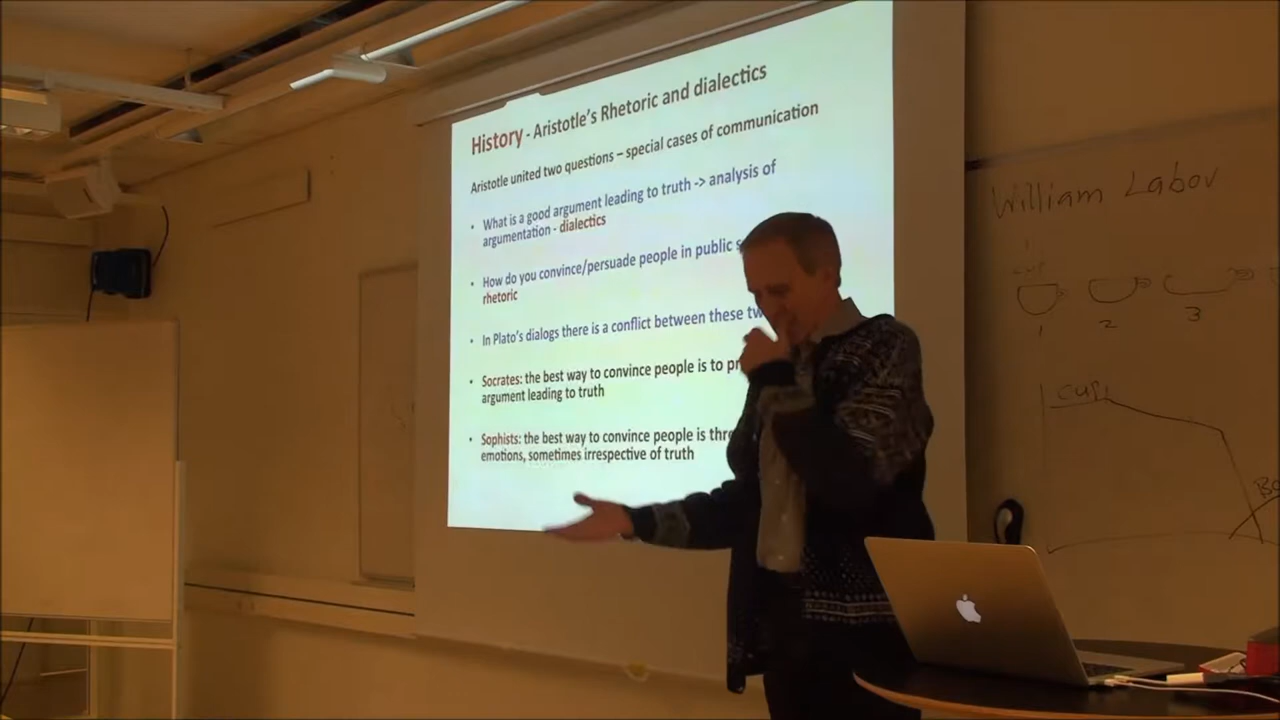 History - Aristotle's Rhetoric and dialectics
Aristotle united two questions – special cases of communication
• What is a good argument leading to truth -> analysis of
argumentation - dialectics
• How do you convince/persuade people in public
rhetoric
• In Plato's dialogs there is a conflict between these
• Socrates: the best way to convince people is to
argument leading to truth
• Sophists: the best way to convince people is
emotions, sometimes irrespective of truth
William Labov
CUP
1
2
3
CUP